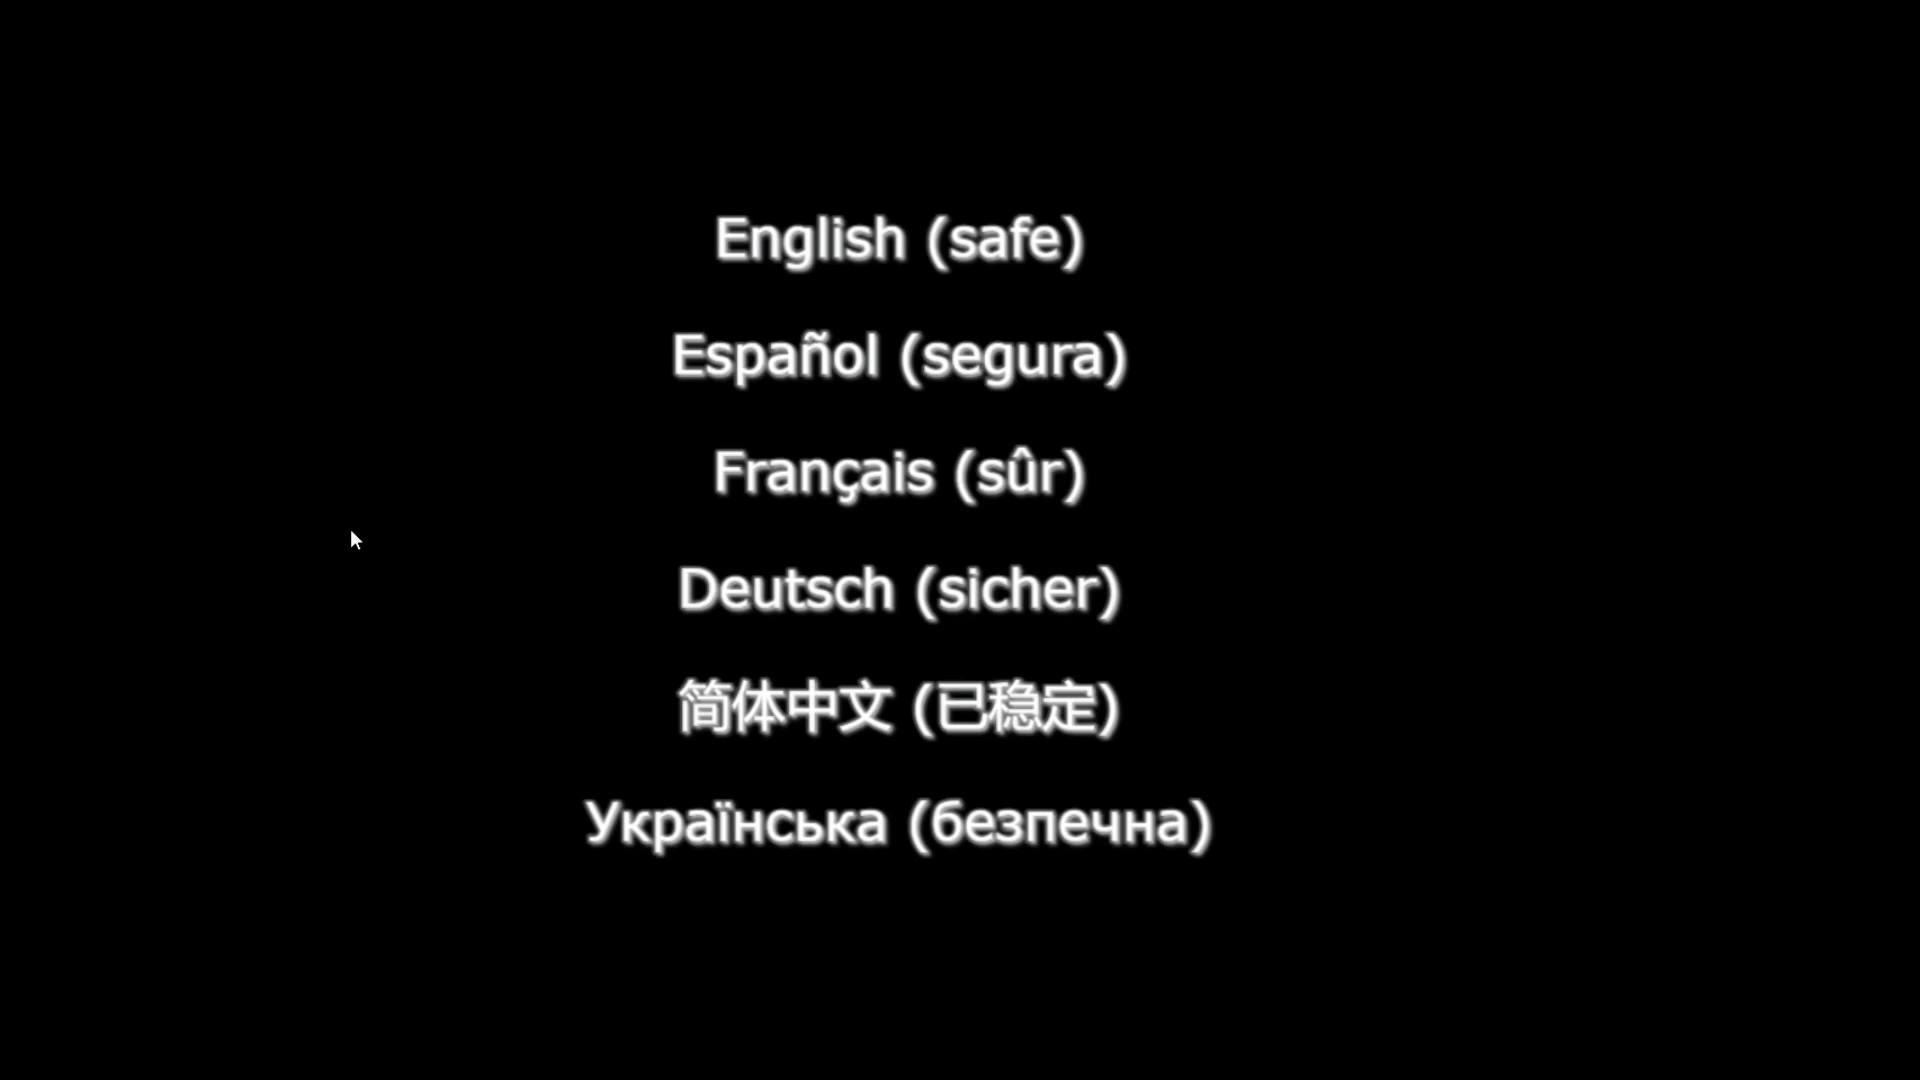 English (safe)
Español (segura)
Français (sûr)
Deutsch (sicher)
简体中文 (已稳定)
Українська (безпечна)